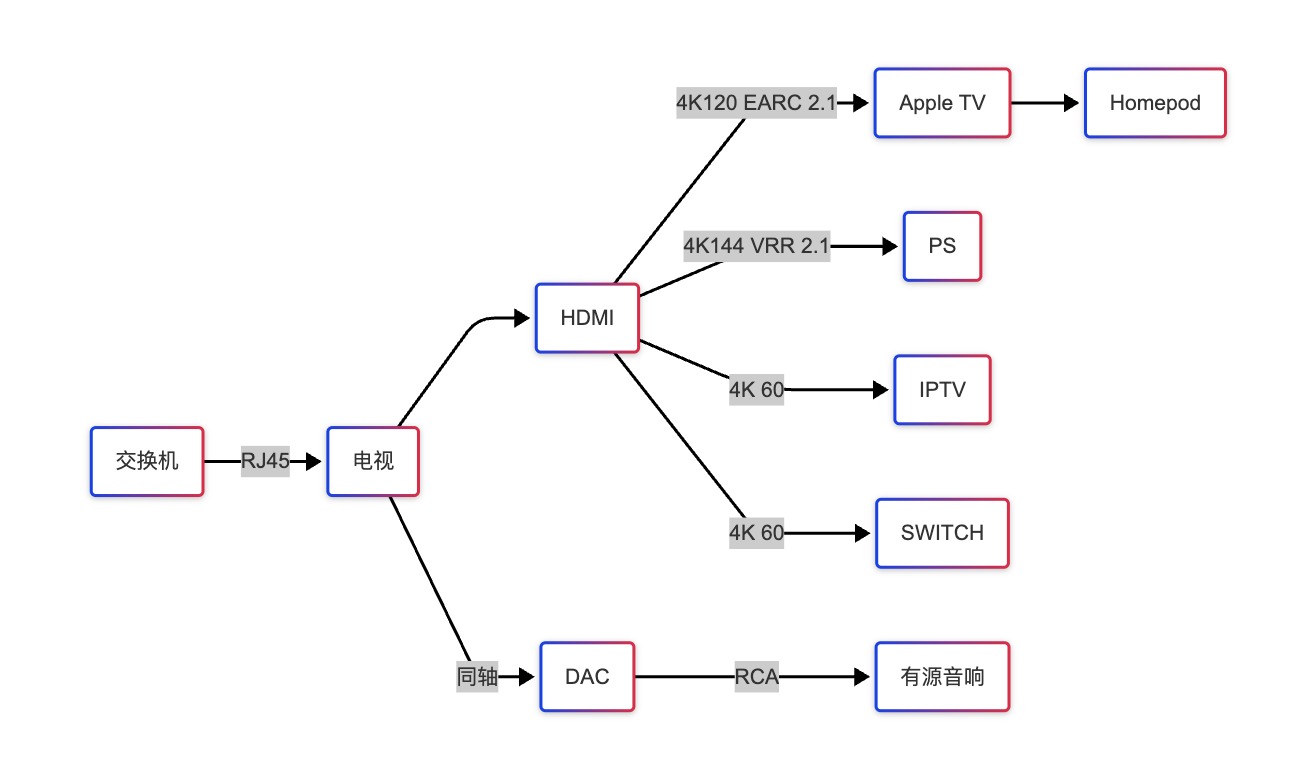 4K120 EARC 2.1
Apple TV
Homepod
4K144 VRR 2.1
PS
HDMI
4K 60
IPTV
交换机
RJ45
电视
4K 60
SWITCH
同轴
DAC
RCA
有源音响